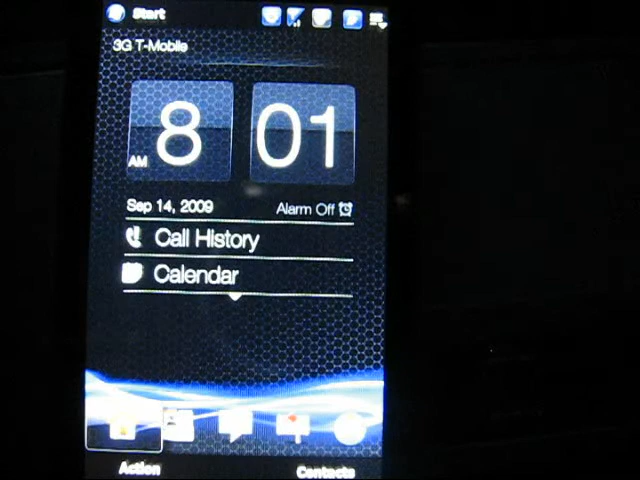 Start
3G T-Mobile
8 01
AM
Sep 14, 2009 Alarm Off
Call History
Calendar
Action Contacts